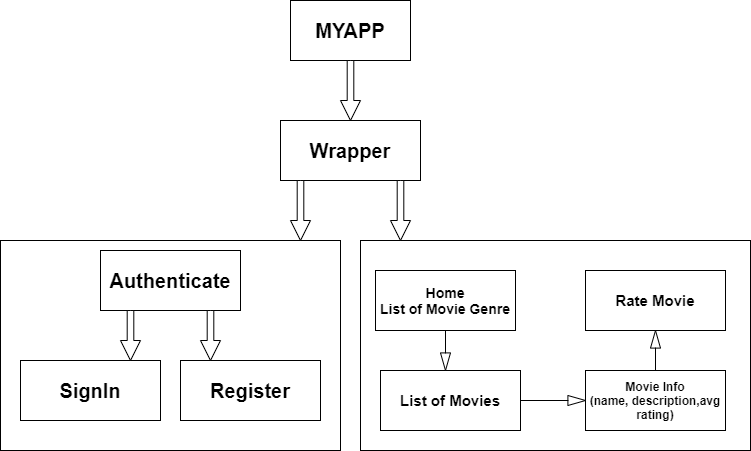 MYAPP
Wrapper
Authenticate
SignIn
Register
Home
List of Movie Genre
Rate Movie
List of Movies
Movie Info
(name, description,avg
rating)